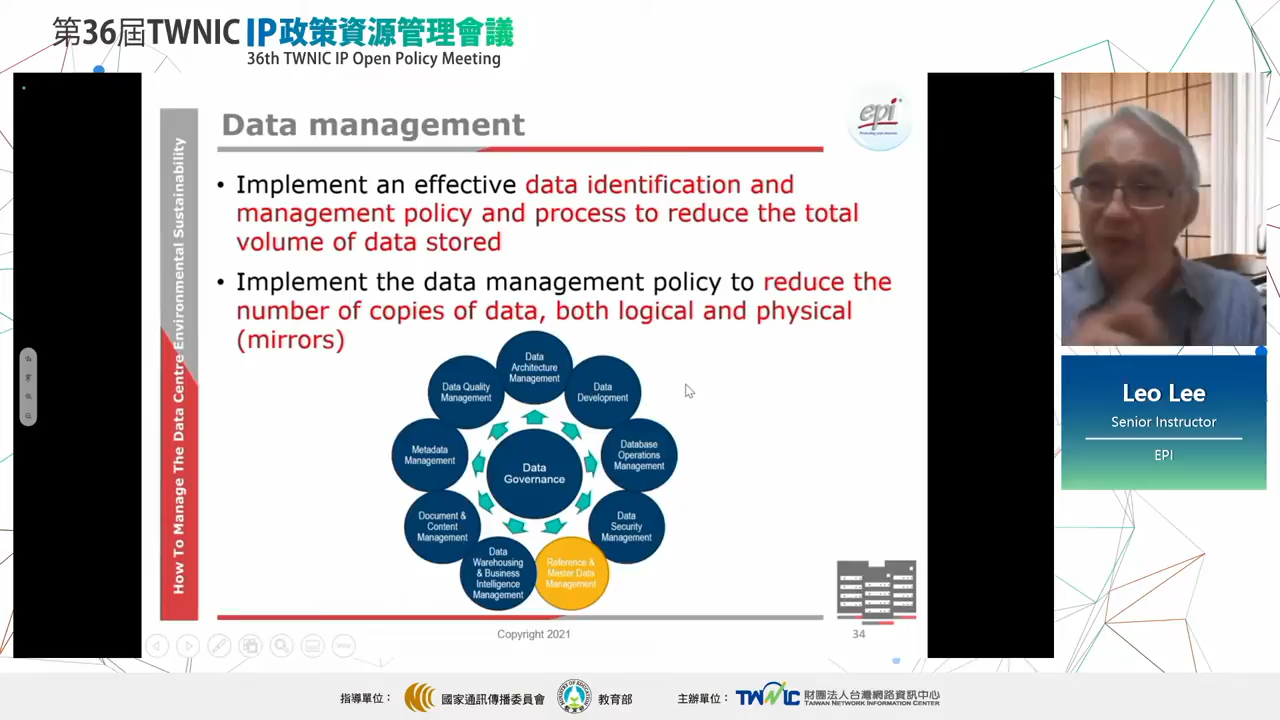 第36屆TWNIC IP政策資源管理會議
36th TWNIC IP Open Policy Meeting
How To Manage The Data Centre Environmental Sustainability
Data management
epi
• Implement an effective data identification and
management policy and process to reduce the total
volume of data stored
• Implement the data management policy to reduce the
number of copies of data, both logical and physical
(mirrors)
Data
Architecture
Management
Data Quality
Management
Data
Development
Metadata
Management
Database
Operations
Management
Data
Governance
Document &
Content
Management
Data
Security
Management
Data
Warehousing
& Business
Intelligence
Management
Reference &
Master Data
Management
Copyright 2021
34
Leo Lee
Senior Instructor
EPI
指導單位：
國家通訊傳播委員會
教育部
主辦單位：
TWNIC
財團法人台灣網路資訊中心
TAIWAN NETWORK INFORMATION CENTER